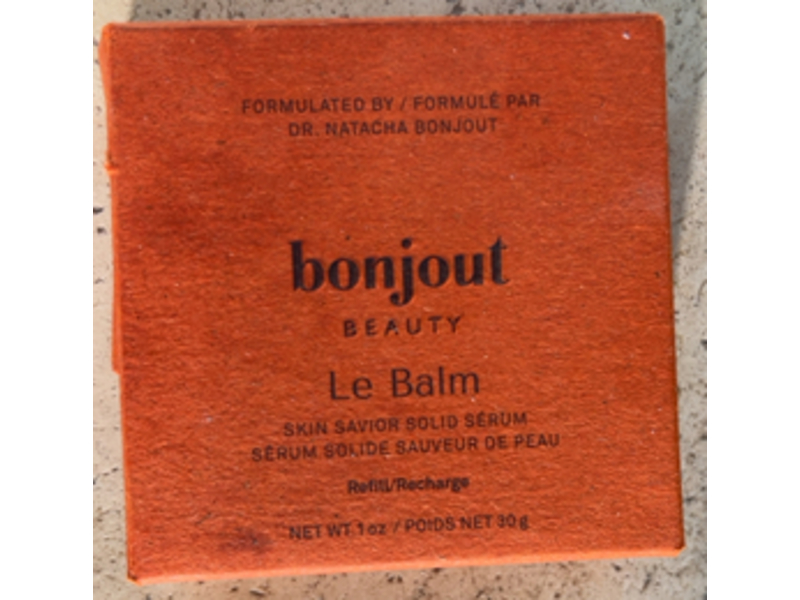 FORMULATED BY / FORMULÉ PAR
DR. NATACHA BONJOUT
bonjout
BEAUTY
Le Balm
SKIN SAVIOR SOLID SÉRUM
SÉRUM SOLIDE SAUVEUR DE PEAU
Refill/Recharge
NET WT 1 oz / POIDS NET 30 g